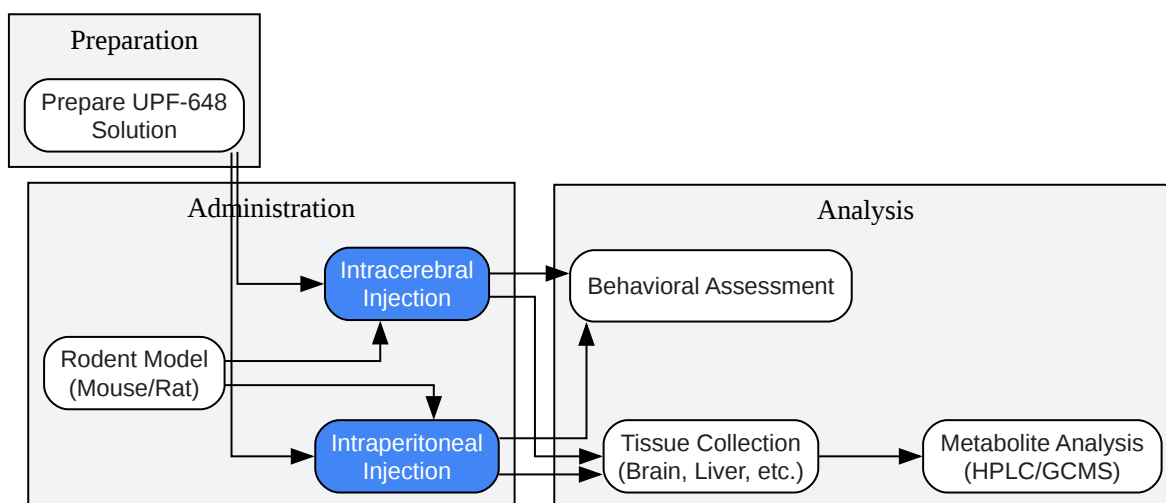 Preparation
Prepare UPF-648
Solution
Administration
Intracerebral
Injection
Rodent Model
(Mouse/Rat)
Intraperitoneal
Injection
Analysis
Behavioral Assessment
Tissue Collection
(Brain, Liver, etc.)
Metabolite Analysis
(HPLC/GCMS)